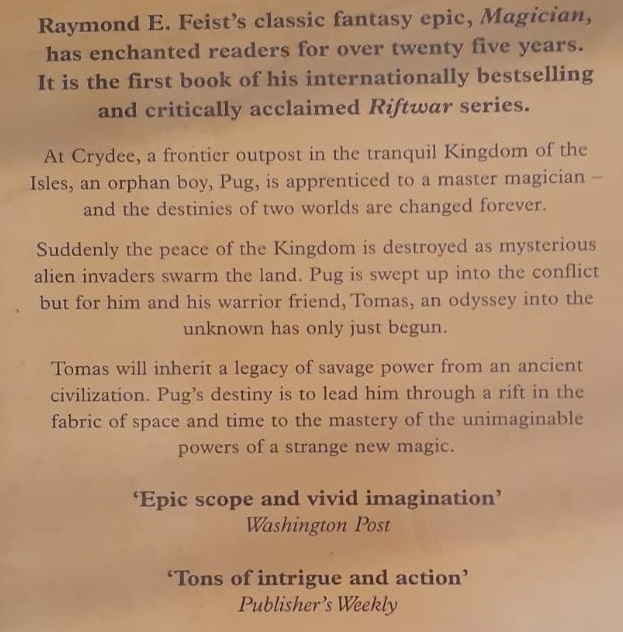 Raymond E. Feist's classic fantasy epic, Magician,
has enchanted readers for over twenty five years.
It is the first book of his internationally bestselling
and critically acclaimed Riftwar series.
At Crydee, a frontier outpost in the tranquil Kingdom of the
Isles, an orphan boy, Pug, is apprenticed to a master magician –
and the destinies of two worlds are changed forever.
Suddenly the peace of the Kingdom is destroyed as mysterious
alien invaders swarm the land. Pug is swept up into the conflict
but for him and his warrior friend, Tomas, an odyssey into the
unknown has only just begun.
Tomas will inherit a legacy of savage power from an ancient
civilization. Pug's destiny is to lead him through a rift in the
fabric of space and time to the mastery of the unimaginable
powers of a strange new magic.
‘Epic scope and vivid imagination’
Washington Post
‘Tons of intrigue and action’
Publisher's Weekly